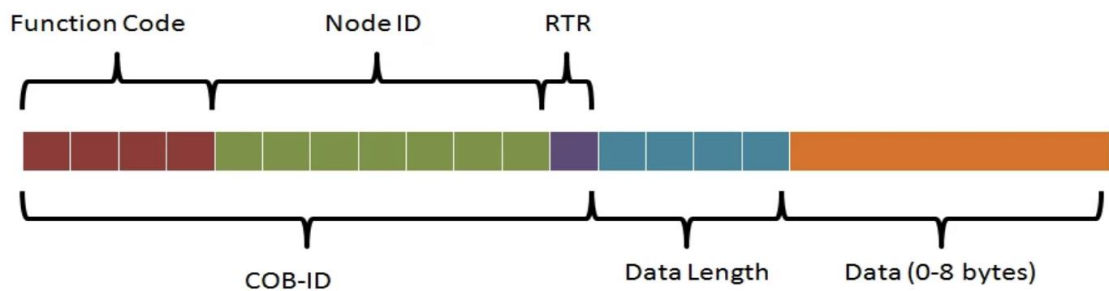 Function Code
Node ID
RTR
COB-ID
Data Length
Data (0-8 bytes)